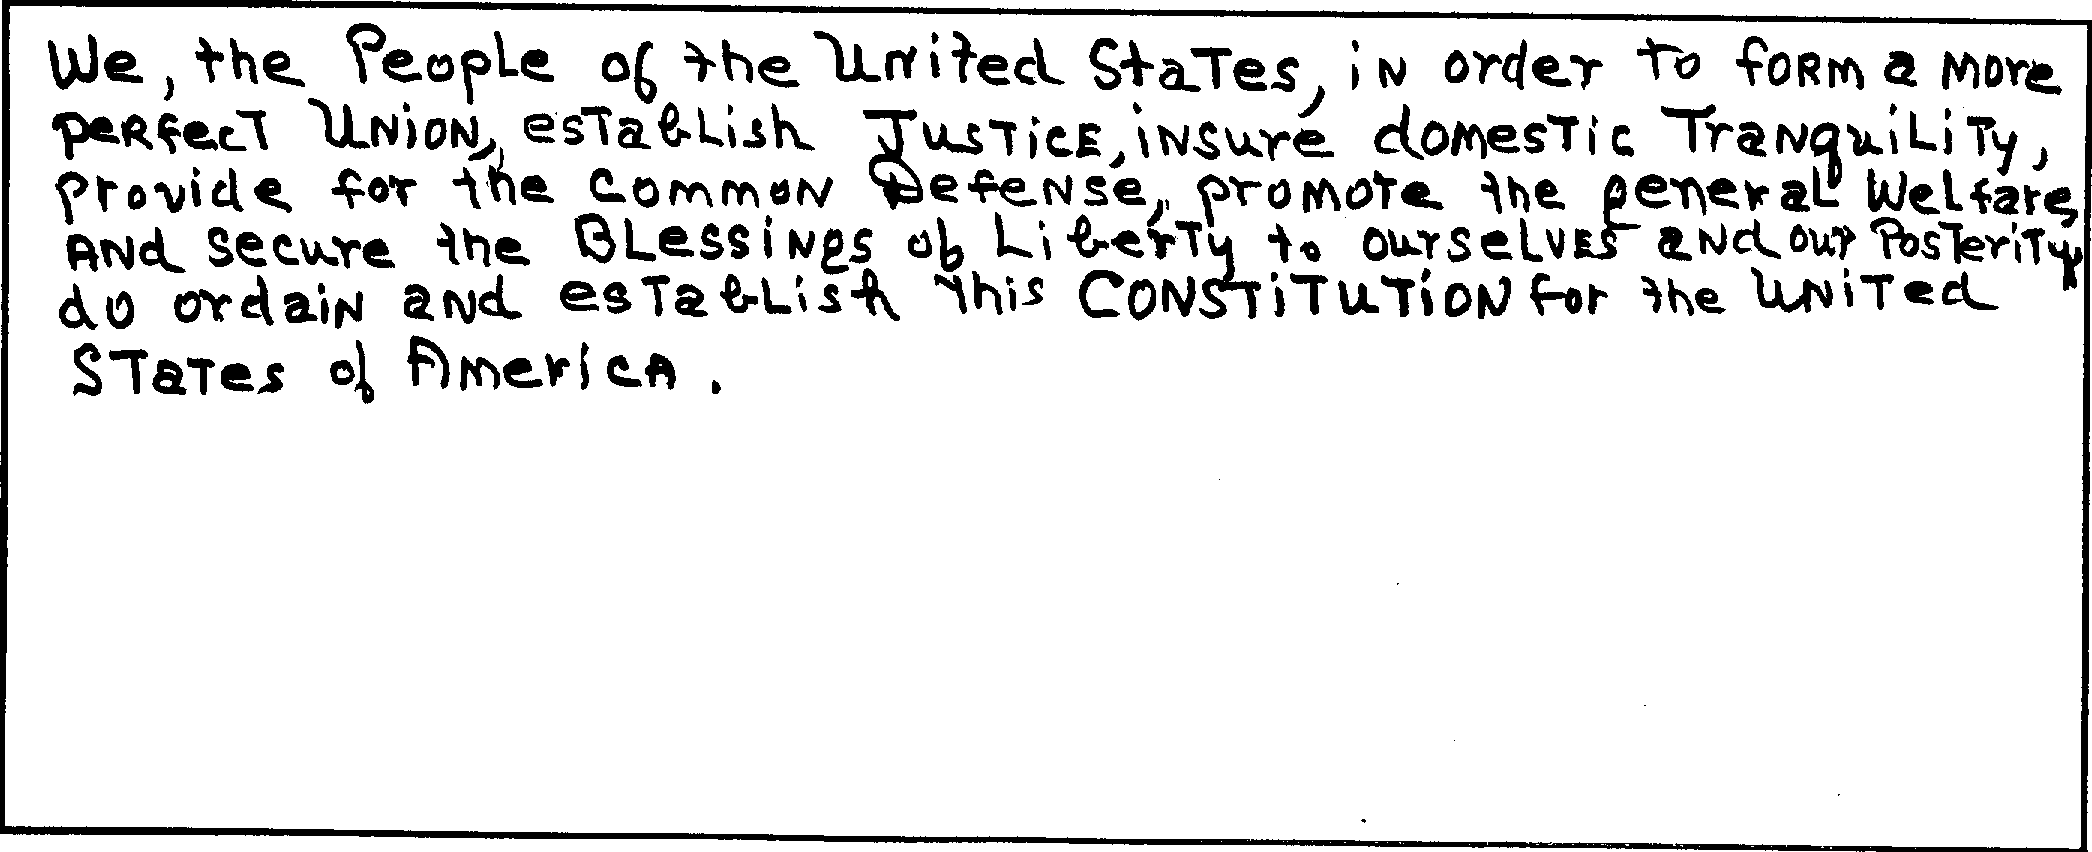 We, the People of the United States, in order to form a more
perfect Union, establish Justice, insure domestic Tranquility,
provide for the common Defense, promote the general Welfare,
and secure the Blessings of Liberty to ourselves and our Posterity,
do ordain and establish this CONSTITUTION for the United
States of America.